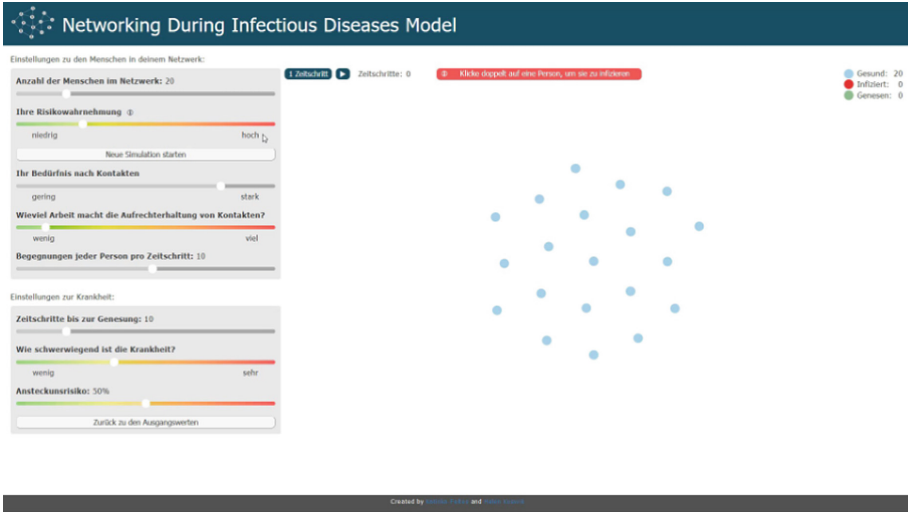 Networking During Infectious Diseases Model
Einstellungen zu den Menschen in deinem Netzwerk:
Anzahl der Menschen im Netzwerk: 20
Ihre Risikowahrnehmung
niedrig hoch
Neue Simulation starten
Ihr Bedürfnis nach Kontakten
gering stark
Wieviel Arbeit macht die Aufrechterhaltung von Kontakten?
wenig viel
Begegnungen jeder Person pro Zeitschritt: 10
Einstellungen zur Krankheit:
Zeitschritte bis zur Genesung: 10
Wie schwerwiegend ist die Krankheit?
wenig sehr
Ansteckunsrisiko: 50%
Zurück zu den Ausgangswerten
1 Zeitschritt Zeitschritte: 0 Klicke doppelt auf eine Person, um sie zu infizieren
Gesund: 20
Infiziert: 0
Genesen: 0
Created by and